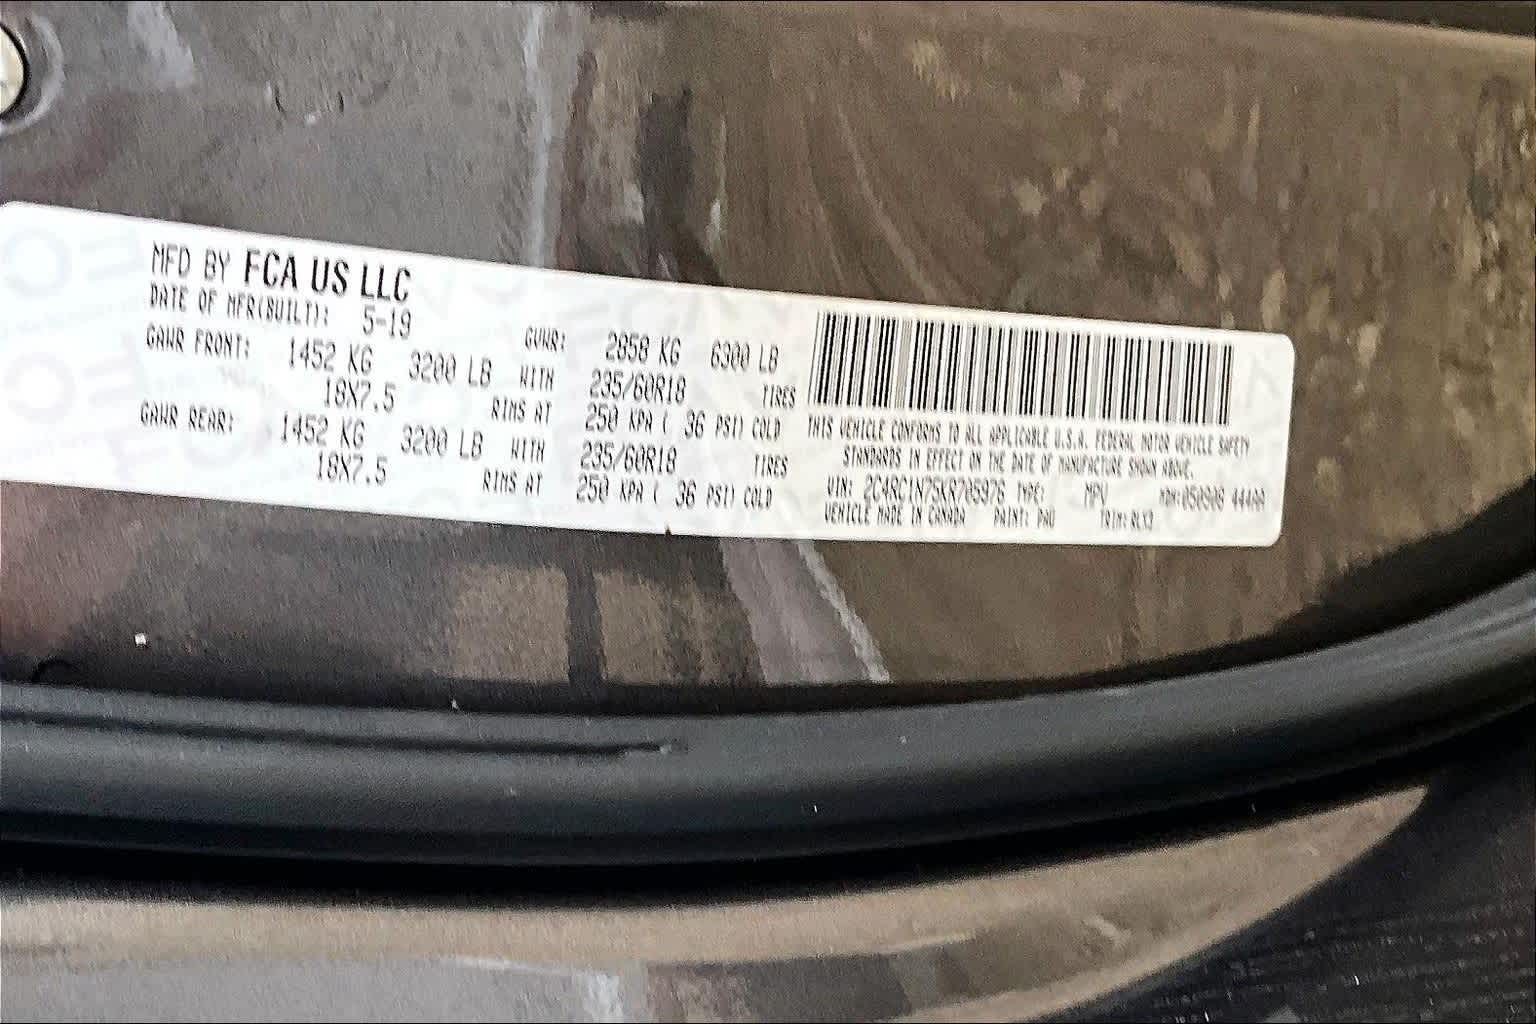 MFD BY FCA US LLC
DATE OF MFR(BUILT): 5-19
GVWR: 2858 KG 6300 LB
GAWR FRONT: 1452 KG 3200 LB WITH 235/60R18 TIRES
18X7.5 RIMS AT 250 KPA ( 36 PSI) COLD
GAWR REAR: 1452 KG 3200 LB WITH 235/60R18 TIRES
18X7.5 RIMS AT 250 KPA ( 36 PSI) COLD
THIS VEHICLE CONFORMS TO ALL APPLICABLE U.S.A. FEDERAL MOTOR VEHICLE SAFETY
STANDARDS IN EFFECT ON THE DATE OF MANUFACTURE SHOWN ABOVE.
VIN: 2C4RC1N75KR705976 TYPE: MPV MDH:050908 44488
VEHICLE MADE IN CANADA PAINT: PAU TRIM: